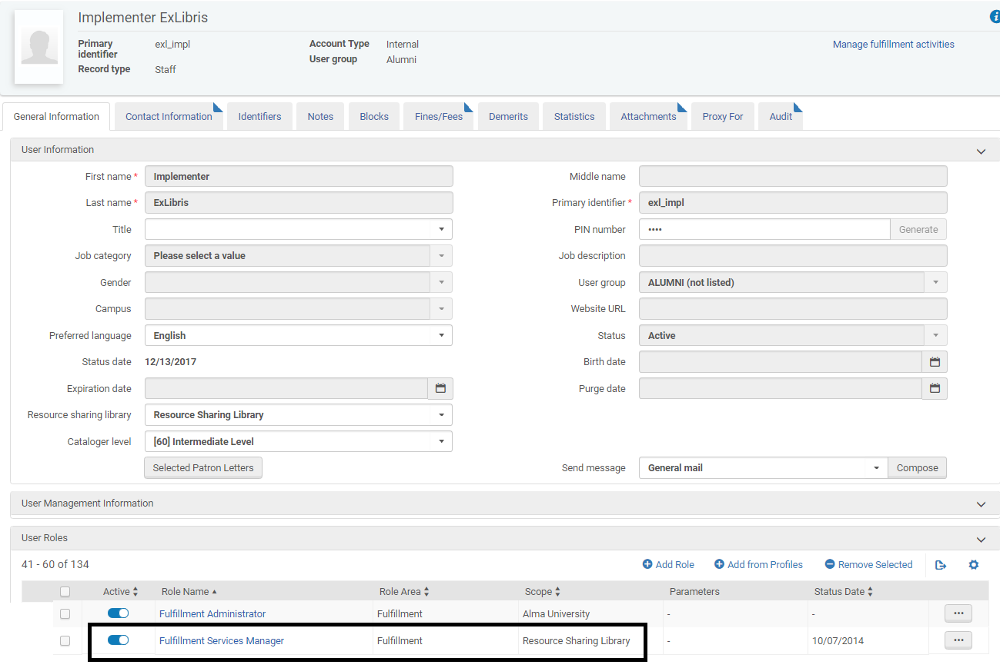 Implementer ExLibris
Primary identifier exl_impl Account Type Internal Manage fulfillment activities
Record type Staff User group Alumni
General Information Contact Information Identifiers Notes Blocks Fines/Fees Demerits Statistics Attachments Proxy For Audit
User Information
First name * Implementer Middle name
Last name * ExLibris Primary identifier * exl_impl
Title PIN number •••• Generate
Job category Please select a value Job description
Gender User group ALUMNI (not listed)
Campus Website URL
Preferred language English Status Active
Status date 12/13/2017 Birth date
Expiration date Purge date
Resource sharing library Resource Sharing Library
Cataloger level [60] Intermediate Level
Selected Patron Letters Send message General mail Compose
User Management Information
User Roles
41 - 60 of 134 Add Role Add from Profiles Remove Selected
Active Role Name Role Area Scope Parameters Status Date
Fulfillment Administrator Fulfillment Alma University - -
Fulfillment Services Manager Fulfillment Resource Sharing Library - 10/07/2014